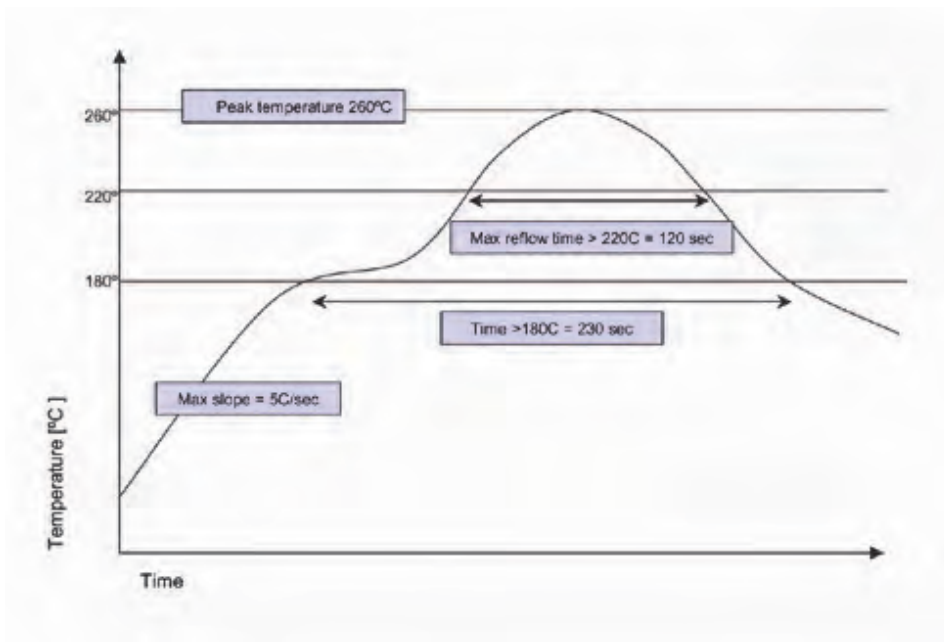 Peak temperature 260ºC
260º
220º
Max reflow time > 220C = 120 sec
180º
Time >180C = 230 sec
Max slope = 5C/sec
Temperature [ºC ]
Time